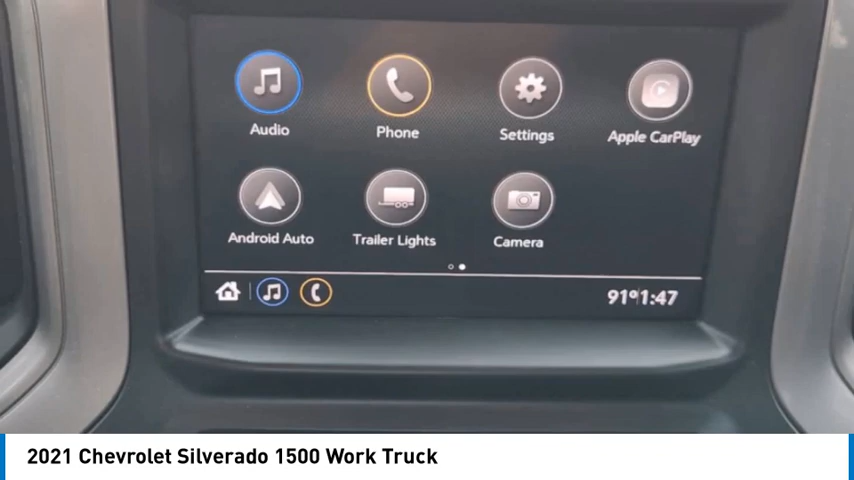 Audio Phone Settings Apple CarPlay
Android Auto Trailer Lights Camera
91° 1:47
2021 Chevrolet Silverado 1500 Work Truck